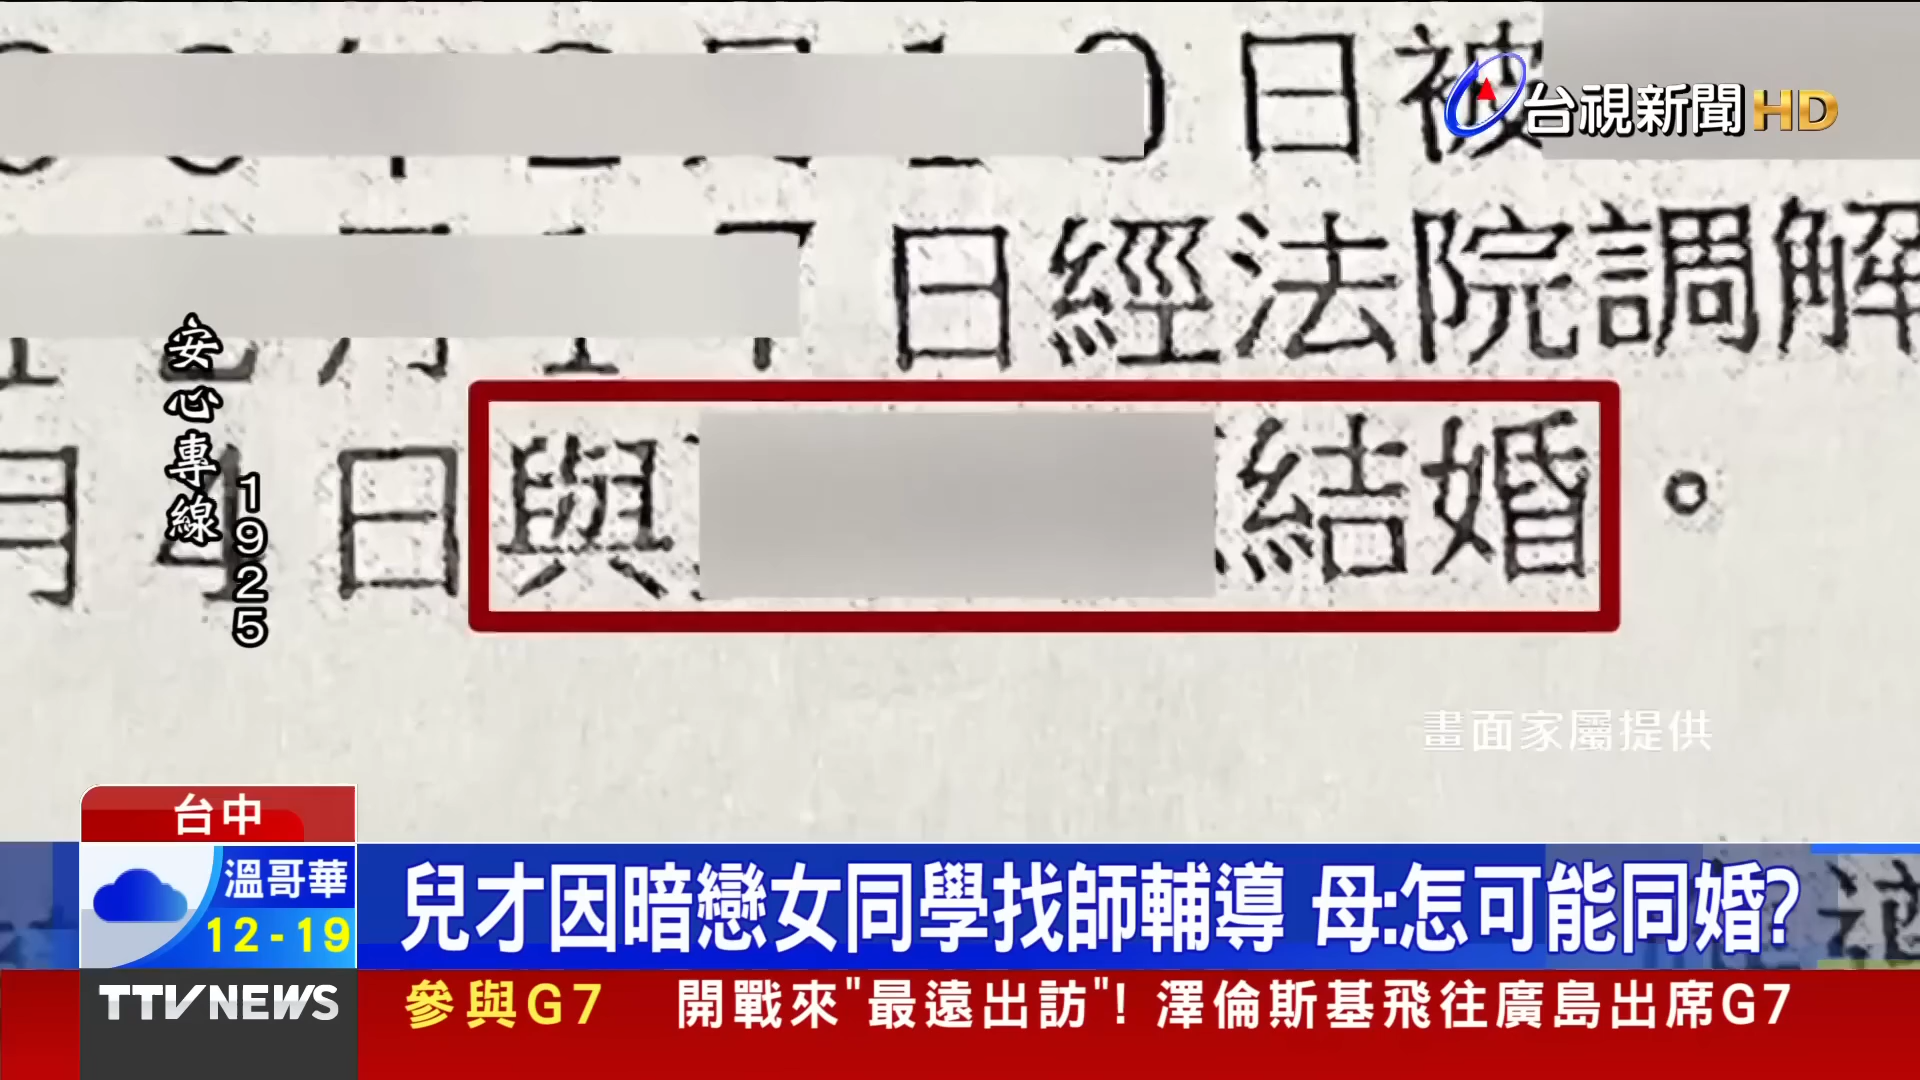 日被
台視新聞HD
日經法院調解
月4日與
結婚。
安心專線
1925
畫面家屬提供
台中
溫哥華
12-19
兒才因暗戀女同學找師輔導 母:怎可能同婚?
TTV NEWS
參與G7 開戰來"最遠出訪"! 澤倫斯基飛往廣島出席G7